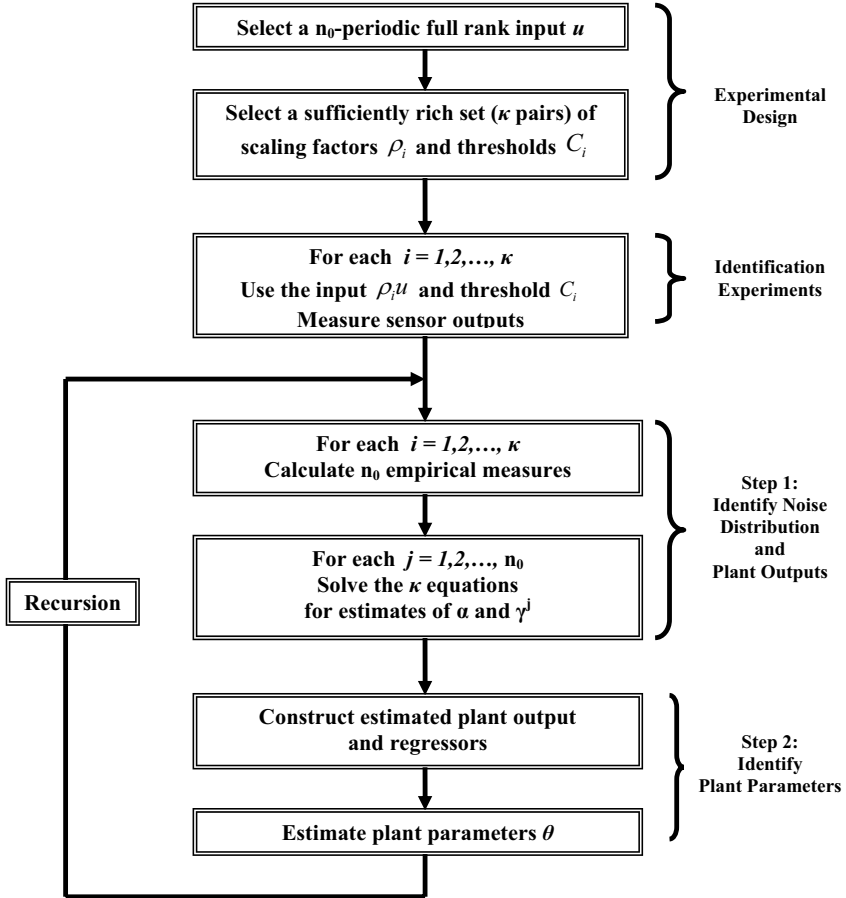 Select a n₀-periodic full rank input u
Select a sufficiently rich set (κ pairs) of
scaling factors ρᵢ and thresholds Cᵢ
Experimental
Design
For each i = 1,2,…, κ
Use the input ρᵢu and threshold Cᵢ
Measure sensor outputs
Identification
Experiments
For each i = 1,2,…, κ
Calculate n₀ empirical measures
For each j = 1,2,…, n₀
Solve the κ equations
for estimates of α and γʲ
Step 1:
Identify Noise
Distribution
and
Plant Outputs
Recursion
Construct estimated plant output
and regressors
Estimate plant parameters θ
Step 2:
Identify
Plant Parameters